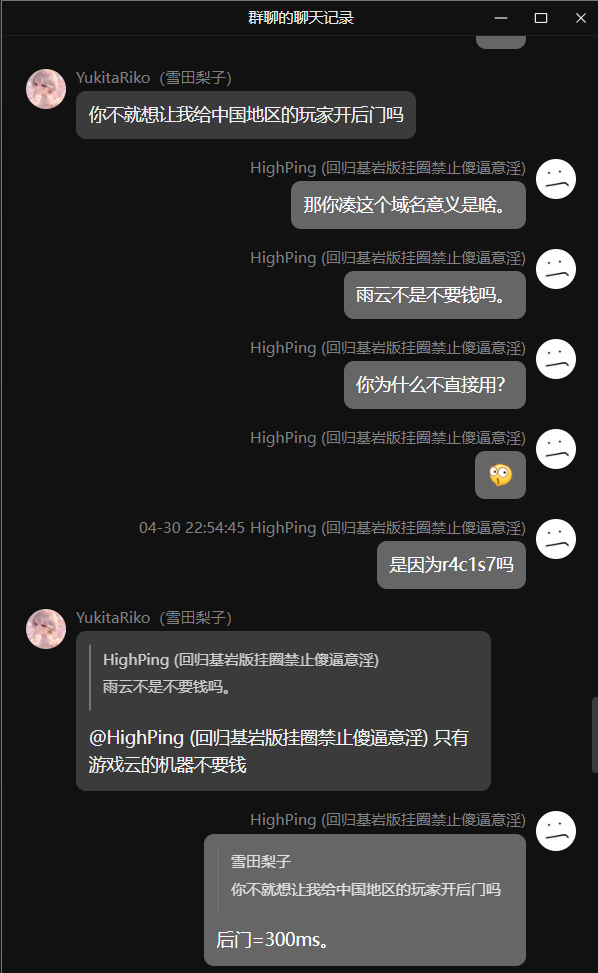 群聊的聊天记录
YukitaRiko（雪田梨子）
你不就想让我给中国地区的玩家开后门吗
HighPing (回归基岩版挂圈禁止傻逼意淫)
那你凑这个域名意义是啥。
HighPing (回归基岩版挂圈禁止傻逼意淫)
雨云不是不要钱吗。
HighPing (回归基岩版挂圈禁止傻逼意淫)
你为什么不直接用？
HighPing (回归基岩版挂圈禁止傻逼意淫)
04-30 22:54:45 HighPing (回归基岩版挂圈禁止傻逼意淫)
是因为r4c1s7吗
YukitaRiko（雪田梨子）
HighPing (回归基岩版挂圈禁止傻逼意淫)
雨云不是不要钱吗。
@HighPing (回归基岩版挂圈禁止傻逼意淫) 只有
游戏云的机器不要钱
HighPing (回归基岩版挂圈禁止傻逼意淫)
雪田梨子
你不就想让我给中国地区的玩家开后门吗
后门=300ms。